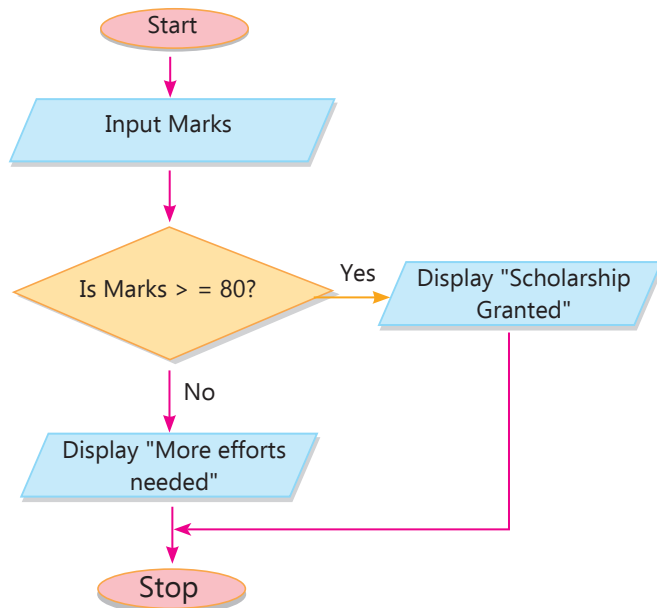 Start
Input Marks
Is Marks > = 80?
Yes
Display "Scholarship
Granted"
No
Display "More efforts
needed"
Stop